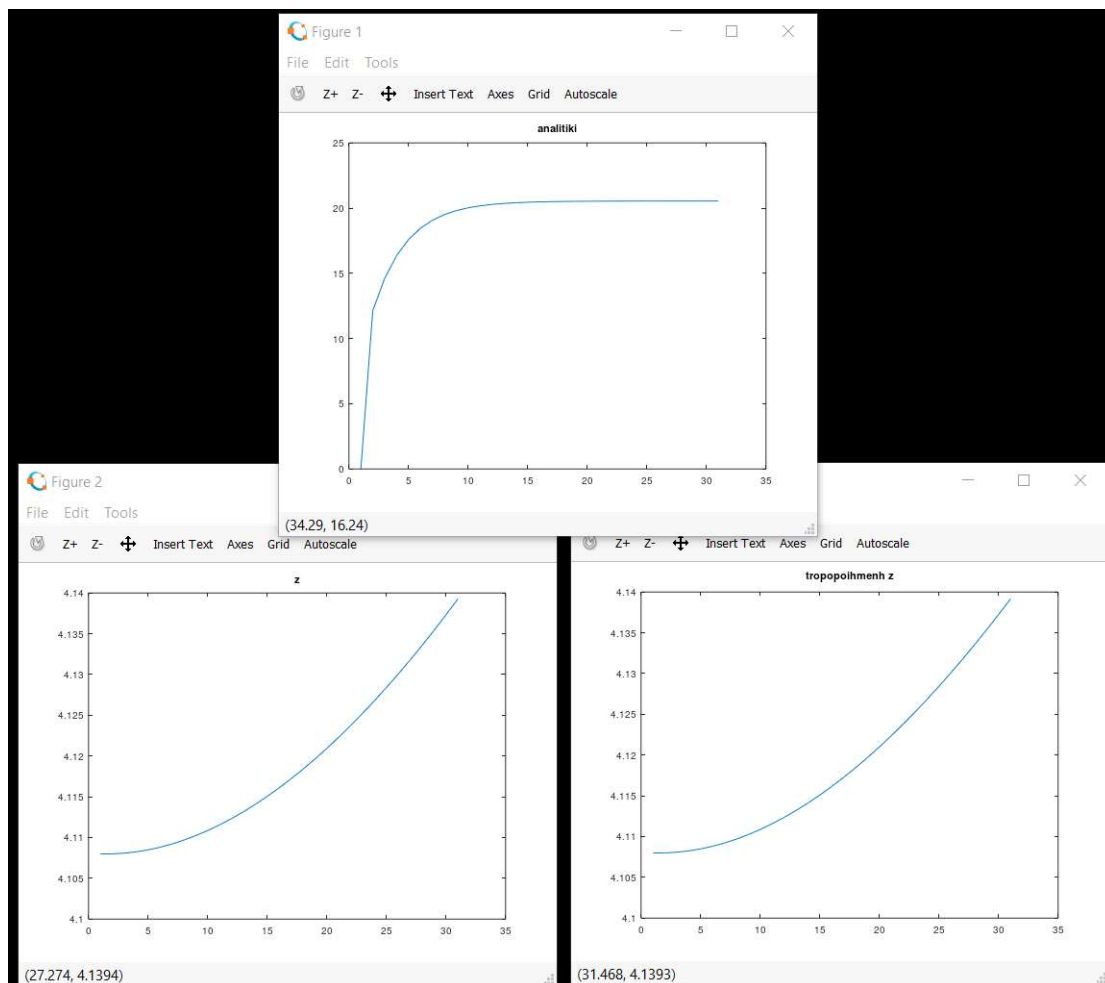 Figure 1
File Edit Tools
Z+ Z- Insert Text Axes Grid Autoscale
analitiki
25
20
15
10
5
0
0 5 10 15 20 25 30 35
(34.29, 16.24)
Figure 2
File Edit Tools
Z+ Z- Insert Text Axes Grid Autoscale
z
4.14
4.135
4.13
4.125
4.12
4.115
4.11
4.105
4.1
0 5 10 15 20 25 30 35
(27.274, 4.1394)
Z+ Z- Insert Text Axes Grid Autoscale
tropopoihmenh z
4.14
4.135
4.13
4.125
4.12
4.115
4.11
4.105
4.1
0 5 10 15 20 25 30 35
(31.468, 4.1393)